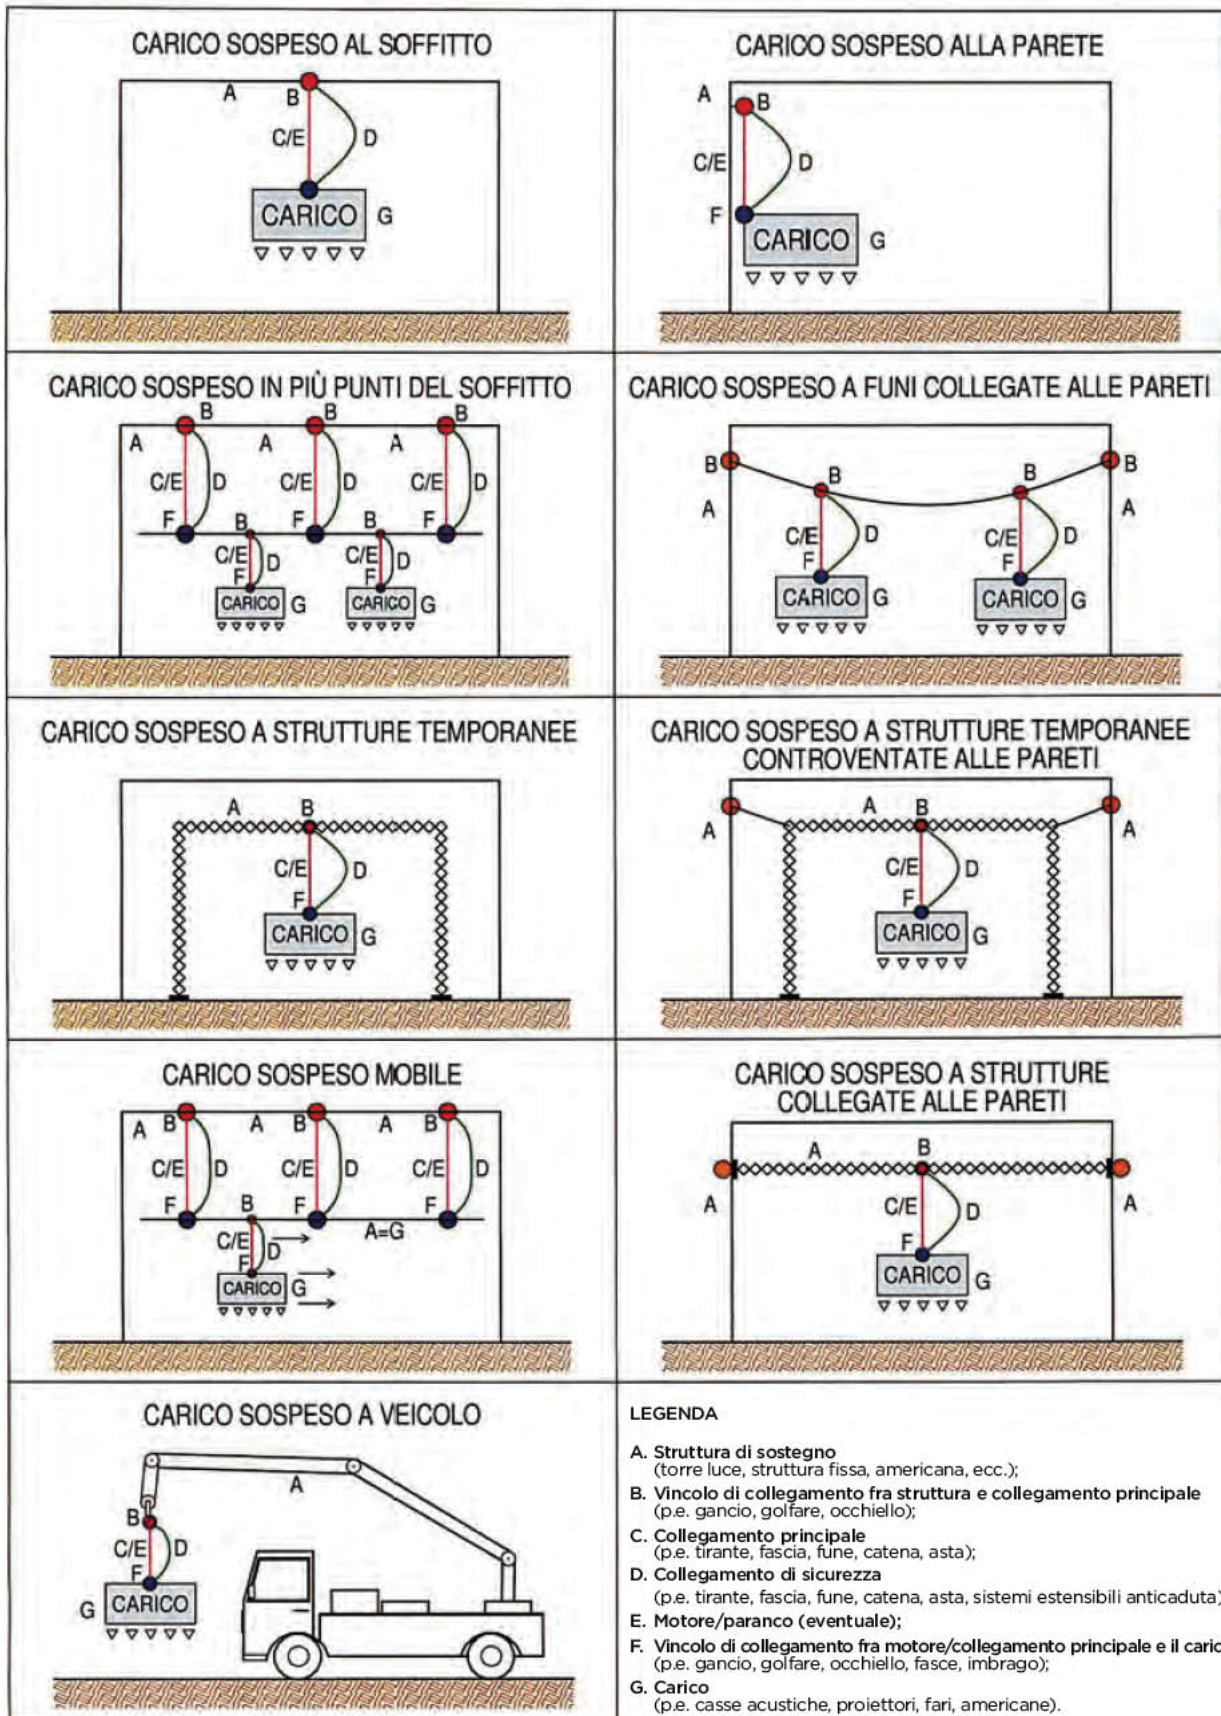 CARICO SOSPESO AL SOFFITTO
A
B
C/E
D
CARICO
G
CARICO SOSPESO ALLA PARETE
A
B
C/E
D
F
CARICO
G
CARICO SOSPESO IN PIÙ PUNTI DEL SOFFITTO
B
B
B
A
A
A
C/E
D
C/E
D
C/E
D
F
B
F
B
F
C/E
D
C/E
D
F
F
CARICO
G
CARICO
G
CARICO SOSPESO A FUNI COLLEGATE ALLE PARETI
B
B
B
B
A
A
C/E
D
C/E
D
F
F
CARICO
G
CARICO
G
CARICO SOSPESO A STRUTTURE TEMPORANEE
A
B
C/E
D
F
CARICO
G
CARICO SOSPESO A STRUTTURE TEMPORANEE
CONTROVENTATE ALLE PARETI
A
B
A
A
C/E
D
F
CARICO
G
CARICO SOSPESO MOBILE
A
B
A
B
A
B
C/E
D
C/E
D
C/E
D
F
B
F
F
A=G
C/E
D
F
CARICO
G
CARICO SOSPESO A STRUTTURE
COLLEGATE ALLE PARETI
A
B
A
A
C/E
D
F
CARICO
G
CARICO SOSPESO A VEICOLO
A
B
C/E
D
F
G
CARICO
LEGENDA
A. Struttura di sostegno
(torre luce, struttura fissa, americana, ecc.);
B. Vincolo di collegamento fra struttura e collegamento principale
(p.e. gancio, golfare, occhiello);
C. Collegamento principale
(p.e. tirante, fascia, fune, catena, asta);
D. Collegamento di sicurezza
(p.e. tirante, fascia, fune, catena, asta, sistemi estensibili anticaduta)
E. Motore/paranco (eventuale);
F. Vincolo di collegamento fra motore/collegamento principale e il caric
(p.e. gancio, golfare, occhiello, fasce, imbrago);
G. Carico
(p.e. casse acustiche, proiettori, fari, americane).